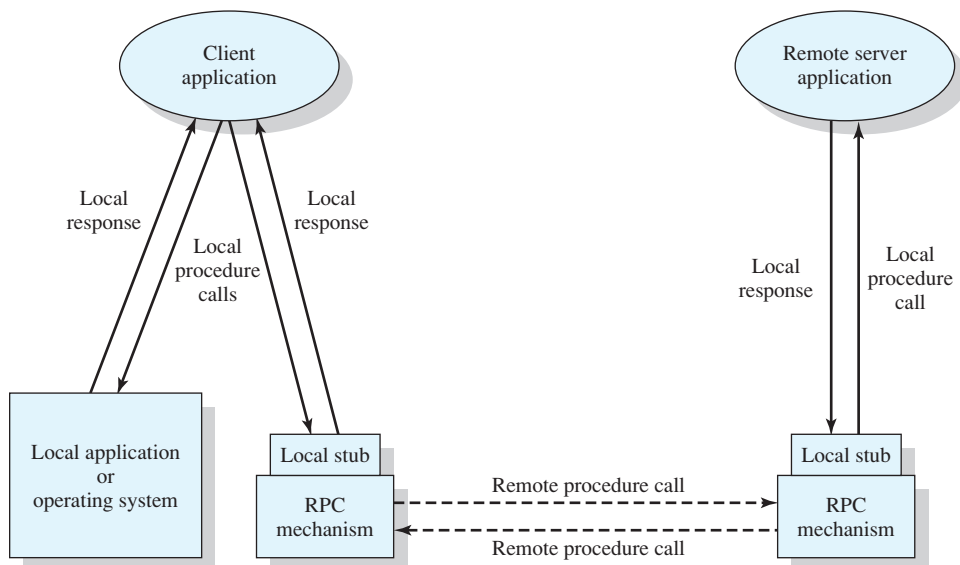 Client
application
Remote server
application
Local
response
Local
procedure
calls
Local
response
Local
response
Local
procedure
call
Local application
or
operating system
Local stub
RPC
mechanism
Remote procedure call
Remote procedure call
Local stub
RPC
mechanism